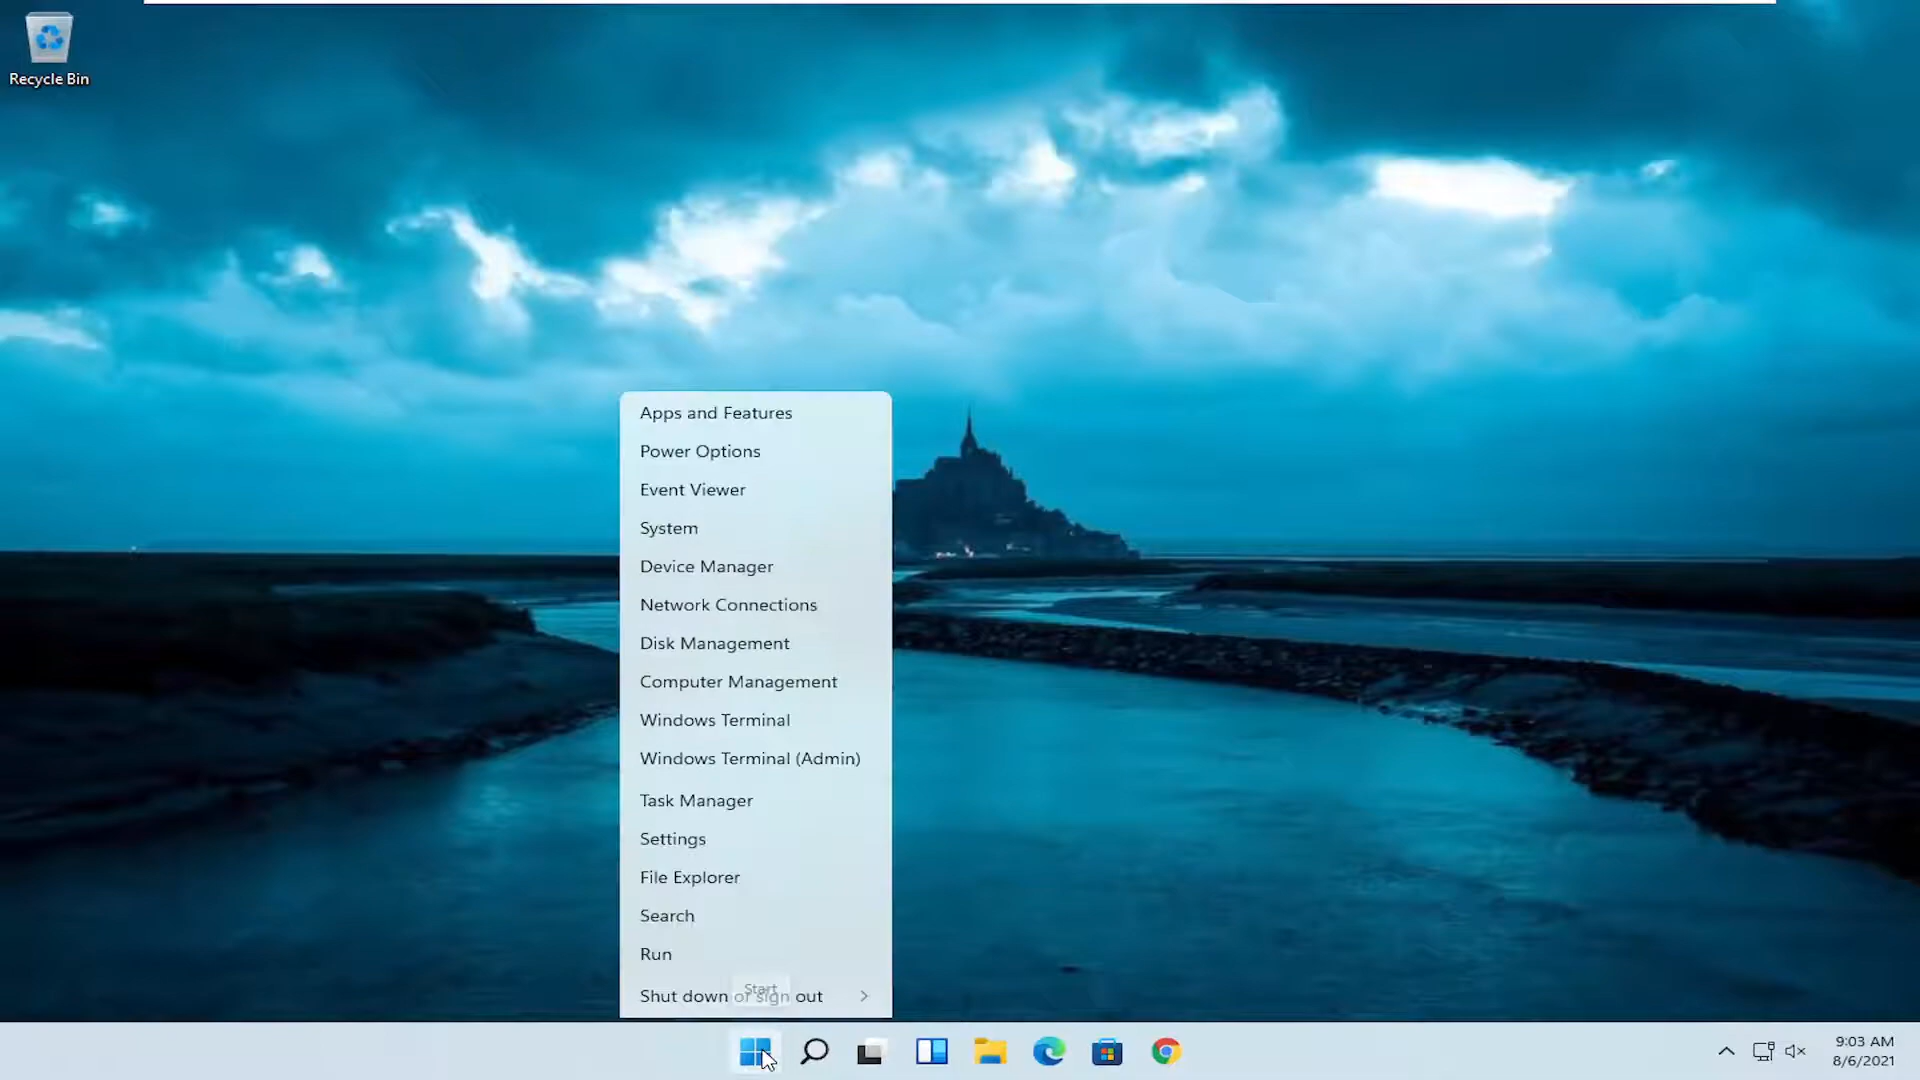 Recycle Bin
Apps and Features
Power Options
Event Viewer
System
Device Manager
Network Connections
Disk Management
Computer Management
Windows Terminal
Windows Terminal (Admin)
Task Manager
Settings
File Explorer
Search
Run
Start
Shut down or sign out
9:03 AM
8/6/2021